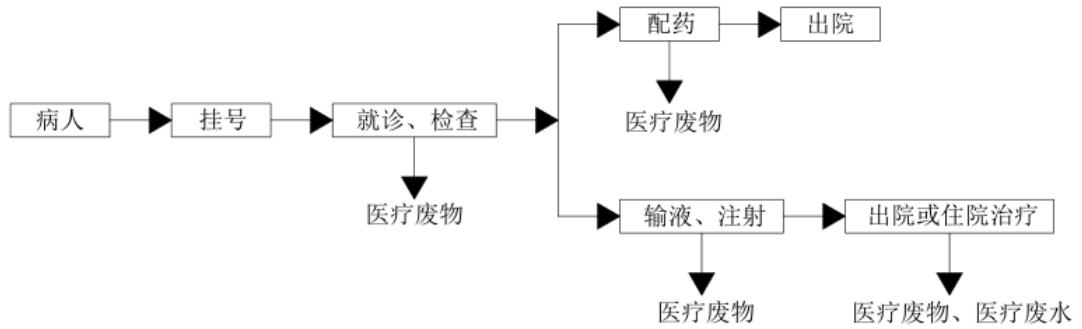 配药
出院
医疗废物
病人
挂号
就诊、检查
医疗废物
输液、注射
出院或住院治疗
医疗废物
医疗废物、医疗废水